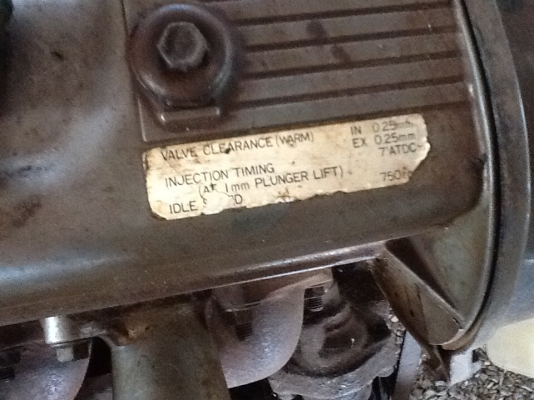 VALVE CLEARANCE (WARM) IN 0.25
EX 0.25mm
INJECTION TIMING 7°ATDC
(AT 1mm PLUNGER LIFT)
IDLE 750